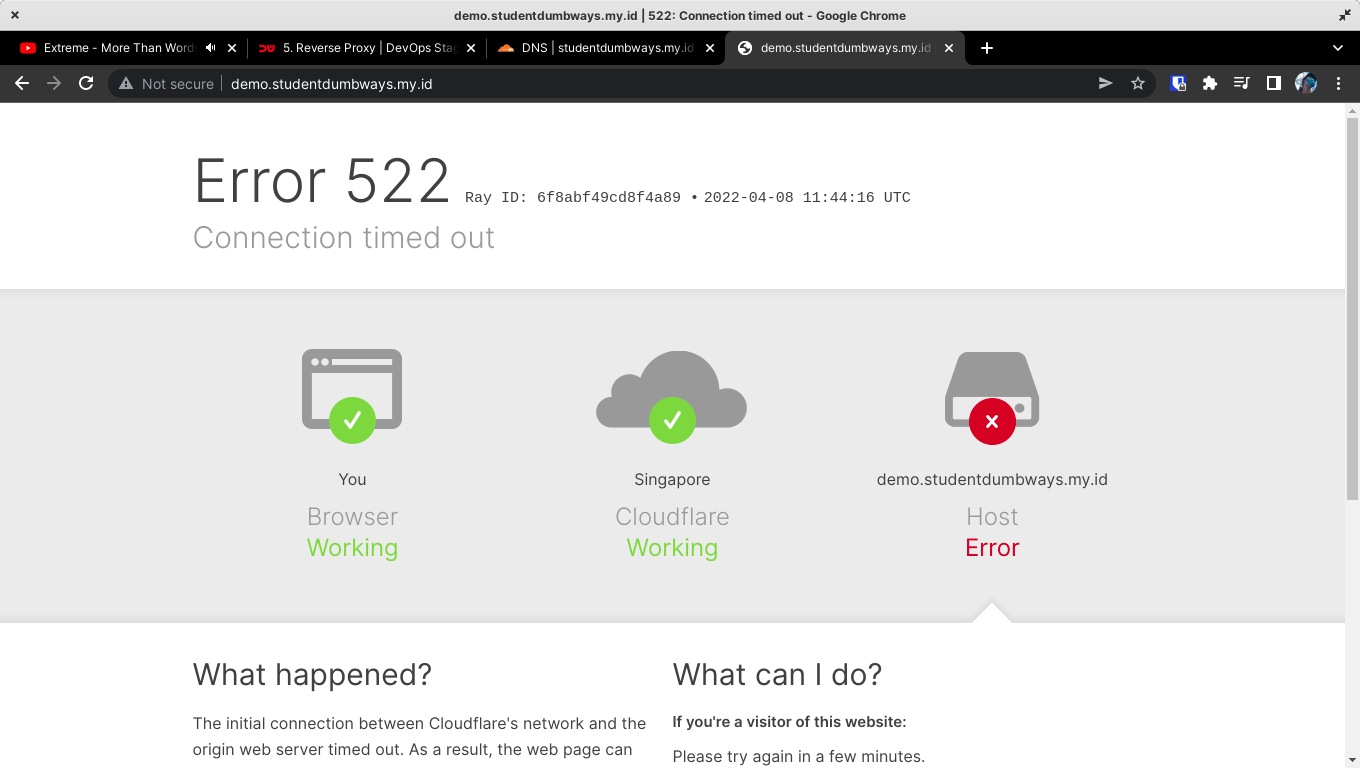 demo.studentdumbways.my.id | 522: Connection timed out - Google Chrome
Extreme - More Than Word
5. Reverse Proxy | DevOps Stag
DNS | studentdumbways.my.id
demo.studentdumbways.my.id
Not secure
demo.studentdumbways.my.id
Error 522 Ray ID: 6f8abf49cd8f4a89 • 2022-04-08 11:44:16 UTC
Connection timed out
You
Browser
Working
Singapore
Cloudflare
Working
demo.studentdumbways.my.id
Host
Error
What happened?
The initial connection between Cloudflare's network and the
origin web server timed out. As a result, the web page can
What can I do?
If you're a visitor of this website:
Please try again in a few minutes.